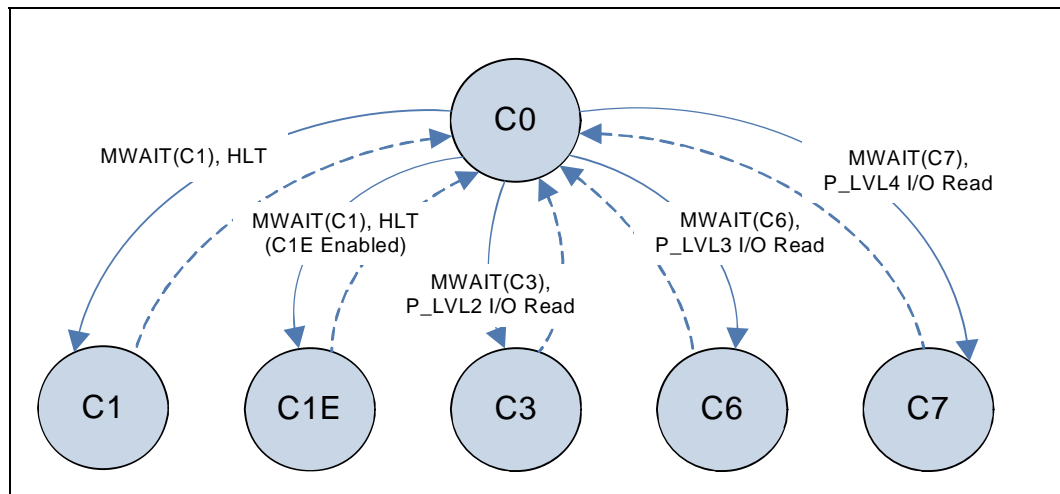 C0
MWAIT(C1), HLT
MWAIT(C7),
P_LVL4 I/O Read
MWAIT(C1), HLT
(C1E Enabled)
MWAIT(C6),
P_LVL3 I/O Read
MWAIT(C3),
P_LVL2 I/O Read
C1
C1E
C3
C6
C7